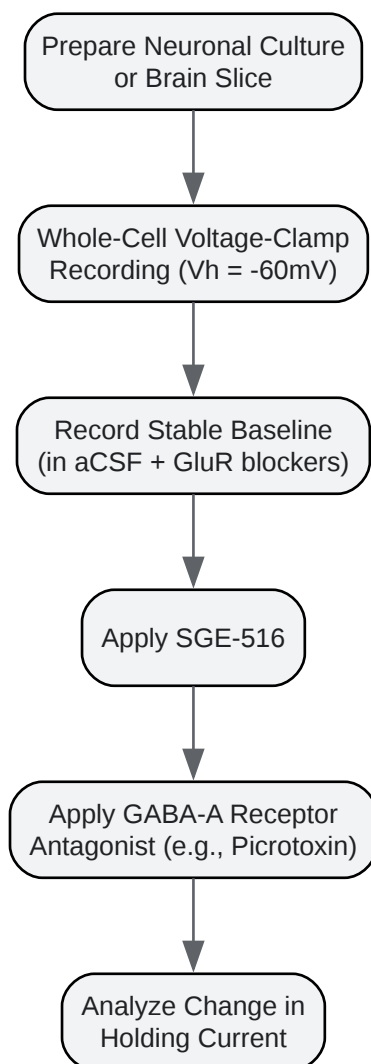 Prepare Neuronal Culture
or Brain Slice
Whole-Cell Voltage-Clamp
Recording (Vh = -60mV)
Record Stable Baseline
(in aCSF + GluR blockers)
Apply SGE-516
Apply GABA-A Receptor
Antagonist (e.g., Picrotoxin)
Analyze Change in
Holding Current